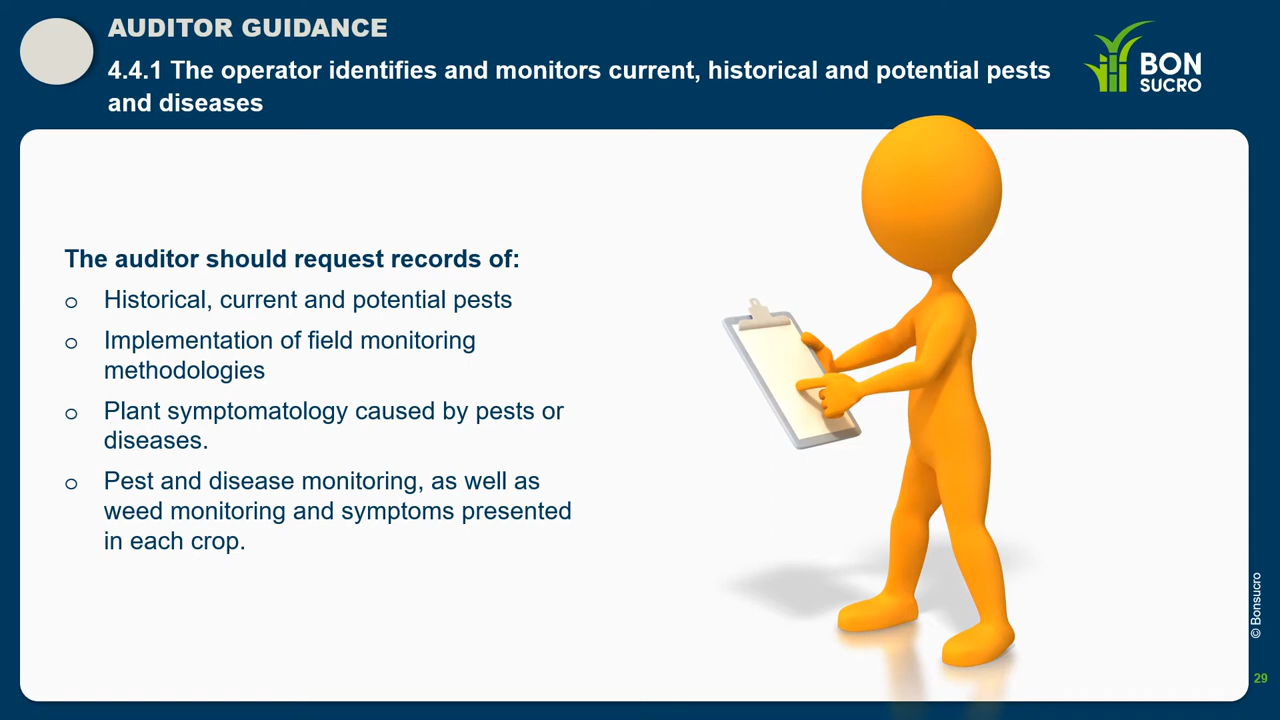 AUDITOR GUIDANCE
4.4.1 The operator identifies and monitors current, historical and potential pests
and diseases
BON
SUCRO
The auditor should request records of:
o Historical, current and potential pests
o Implementation of field monitoring
methodologies
o Plant symptomatology caused by pests or
diseases.
o Pest and disease monitoring, as well as
weed monitoring and symptoms presented
in each crop.
© Bonsucro
29